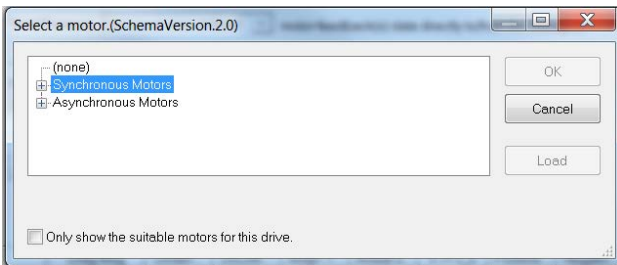 Select a motor.(SchemaVersion.2.0)
(none)
Synchronous Motors
Asynchronous Motors
OK
Cancel
Load
Only show the suitable motors for this drive.